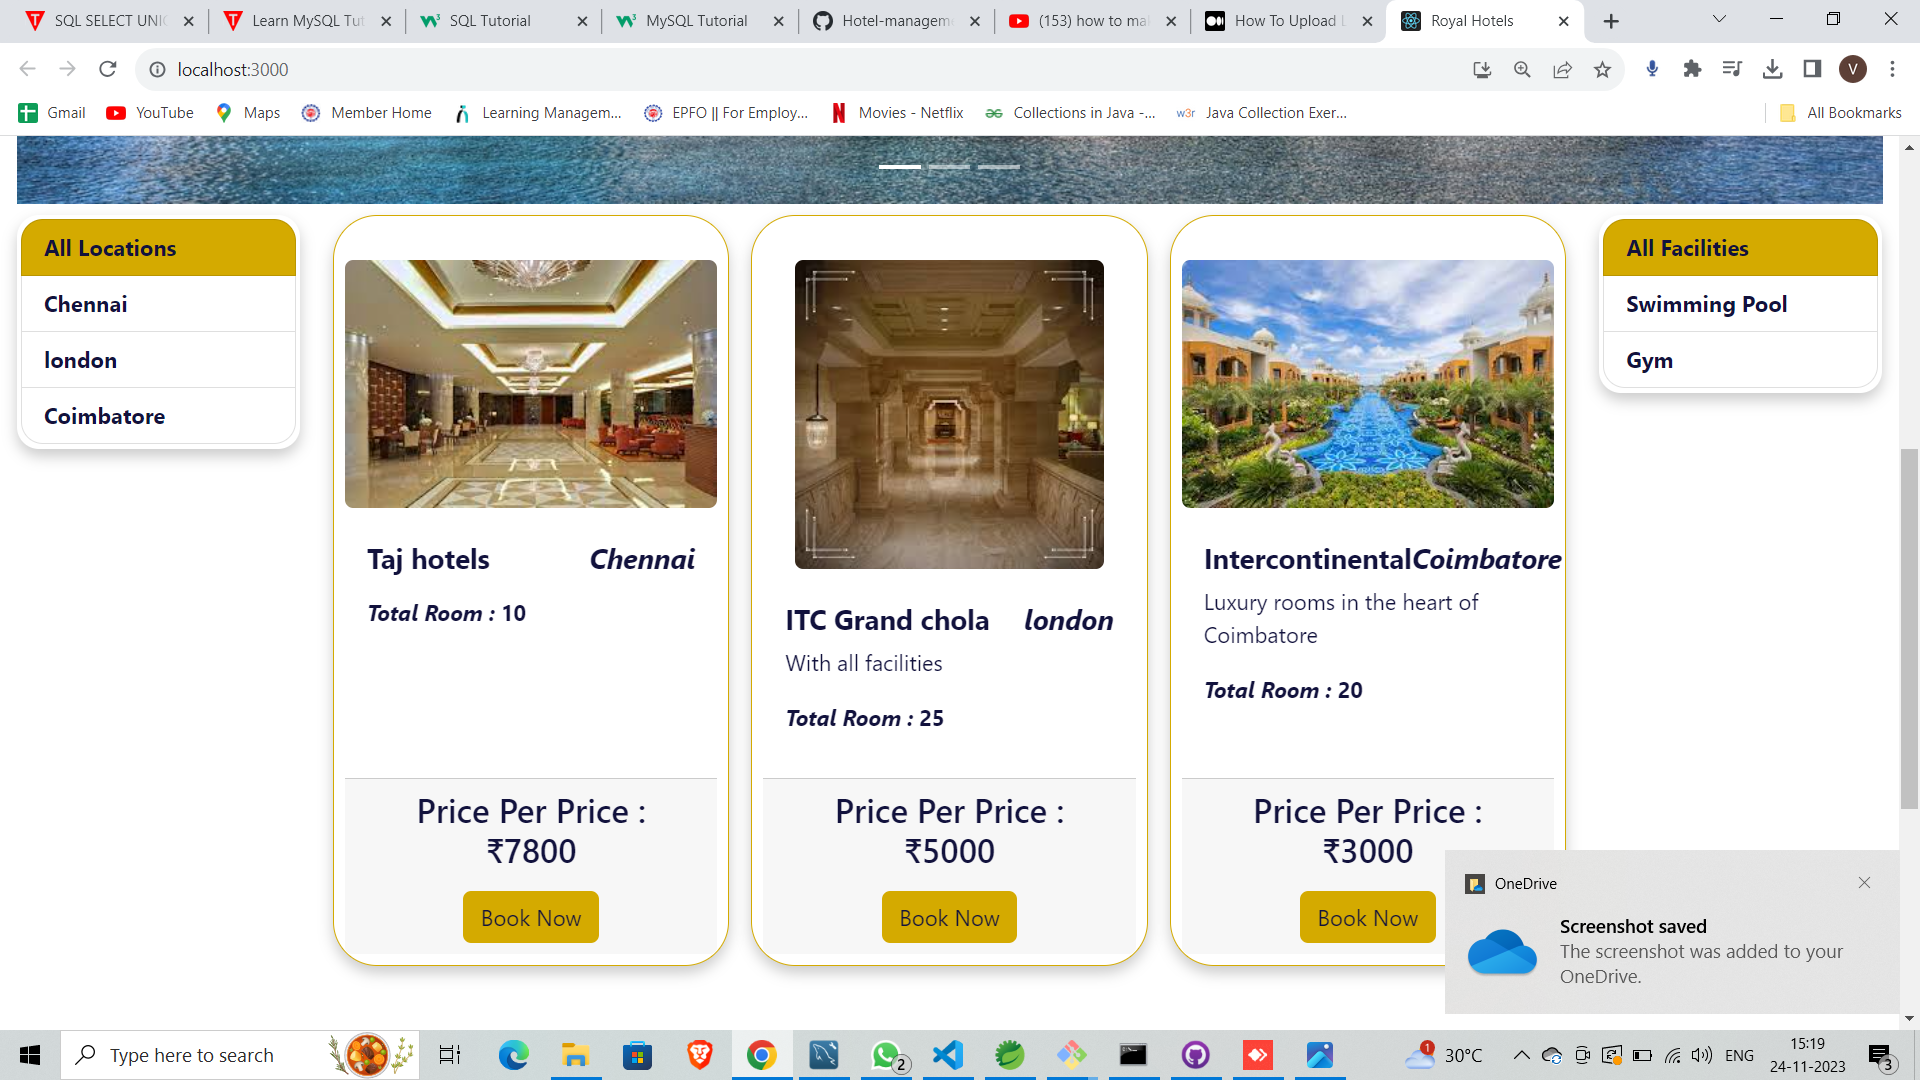 SQL SELECT UNIO
Learn MySQL Tut
SQL Tutorial
MySQL Tutorial
Hotel-managem
(153) how to mak
How To Upload
Royal Hotels
localhost:3000
V
Gmail
YouTube
Maps
Member Home
Learning Managem...
EPFO || For Employ...
Movies - Netflix
Collections in Java -...
w3r
Java Collection Exer...
All Bookmarks
All Locations
Chennai
london
Coimbatore
Taj hotels
Chennai
Total Room : 10
Price Per Price :
₹7800
Book Now
ITC Grand chola
london
With all facilities
Total Room : 25
Price Per Price :
₹5000
Book Now
Intercontinental
Coimbatore
Luxury rooms in the heart of
Coimbatore
Total Room : 20
Price Per Price :
₹3000
Book Now
All Facilities
Swimming Pool
Gym
OneDrive
Screenshot saved
The screenshot was added to your
OneDrive.
Type here to search
2
1
30°C
ENG
15:19
24-11-2023
3